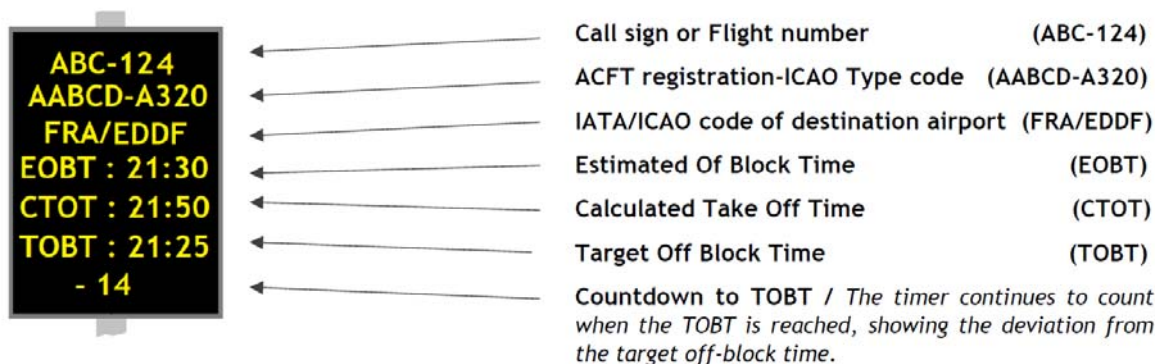 ABC-124
AABCD-A320
FRA/EDDF
EOBT : 21:30
CTOT : 21:50
TOBT : 21:25
- 14
Call sign or Flight number (ABC-124)
ACFT registration-ICAO Type code (AABCD-A320)
IATA/ICAO code of destination airport (FRA/EDDF)
Estimated Of Block Time (EOBT)
Calculated Take Off Time (CTOT)
Target Off Block Time (TOBT)
Countdown to TOBT / The timer continues to count
when the TOBT is reached, showing the deviation from
the target off-block time.